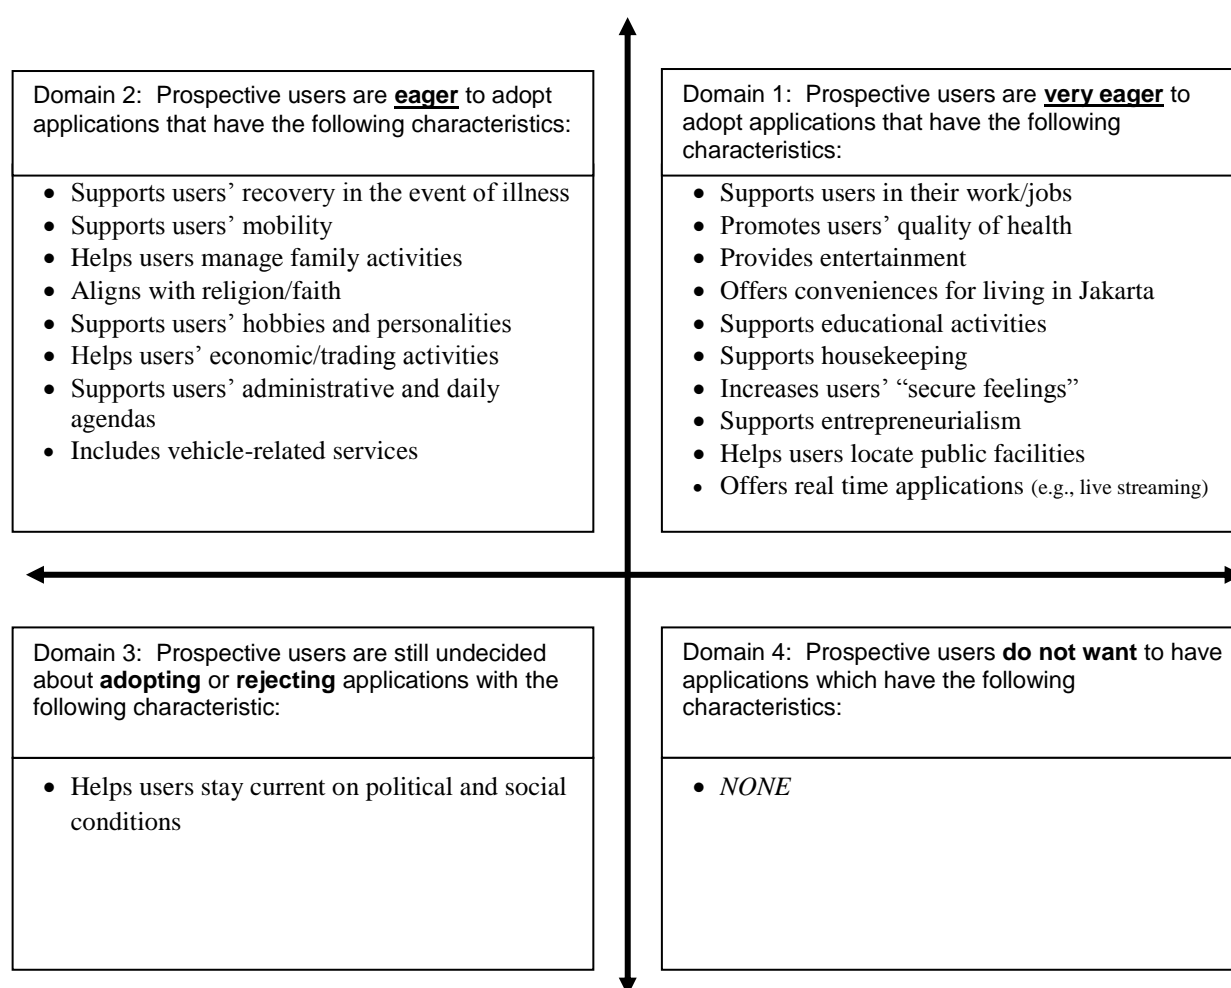 Domain 2: Prospective users are eager to adopt
applications that have the following characteristics:
• Supports users’ recovery in the event of illness
• Supports users’ mobility
• Helps users manage family activities
• Aligns with religion/faith
• Supports users’ hobbies and personalities
• Helps users’ economic/trading activities
• Supports users’ administrative and daily
agendas
• Includes vehicle-related services
Domain 1: Prospective users are very eager to
adopt applications that have the following
characteristics:
• Supports users in their work/jobs
• Promotes users’ quality of health
• Provides entertainment
• Offers conveniences for living in Jakarta
• Supports educational activities
• Supports housekeeping
• Increases users’ “secure feelings”
• Supports entrepreneurialism
• Helps users locate public facilities
• Offers real time applications (e.g., live streaming)
Domain 3: Prospective users are still undecided
about adopting or rejecting applications with the
following characteristic:
• Helps users stay current on political and social
conditions
Domain 4: Prospective users do not want to have
applications which have the following
characteristics:
• NONE